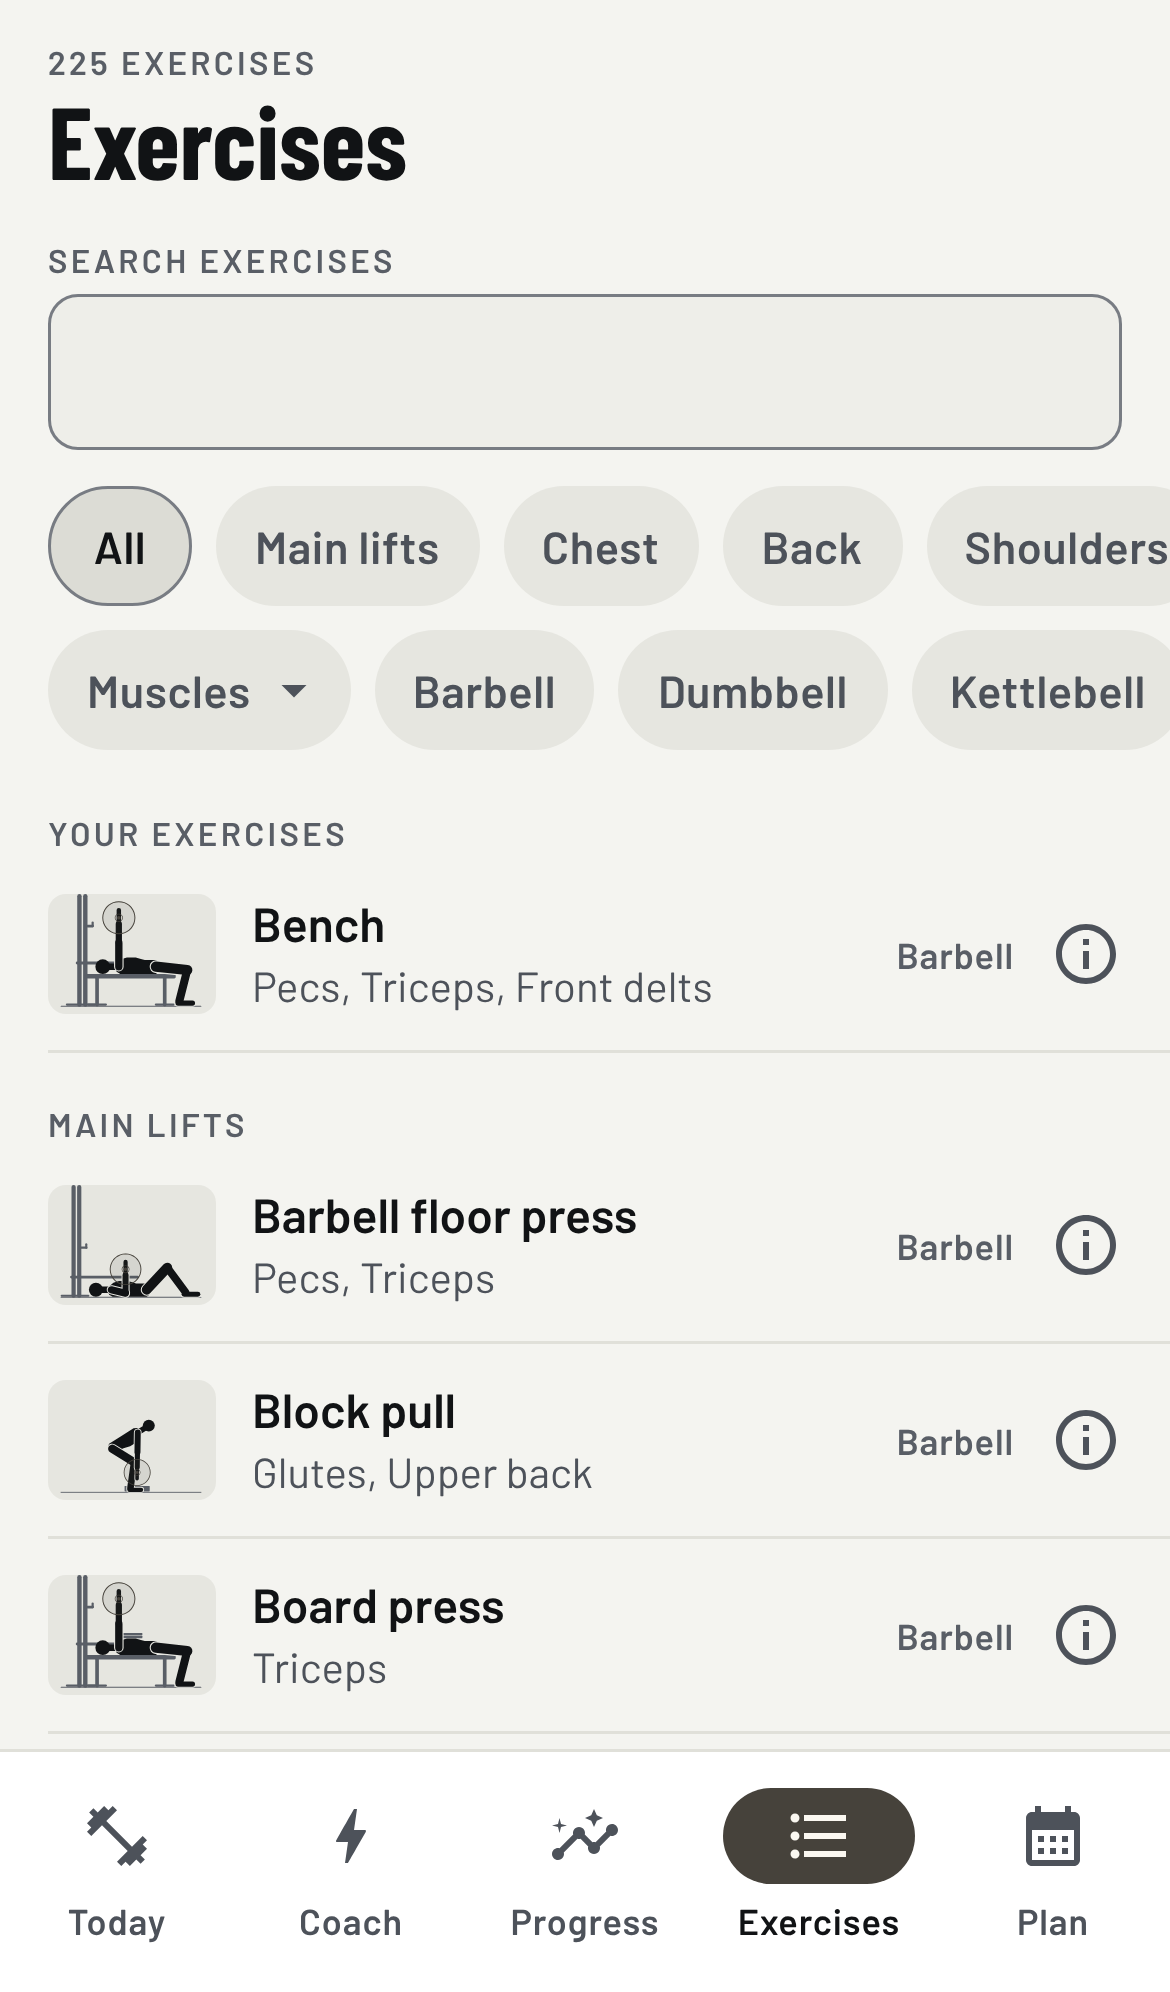 225 EXERCISES
Exercises
SEARCH EXERCISES
All Main lifts Chest Back Shoulders
Muscles Barbell Dumbbell Kettlebell
YOUR EXERCISES
Bench
Pecs, Triceps, Front delts
Barbell
MAIN LIFTS
Barbell floor press
Pecs, Triceps
Barbell
Block pull
Glutes, Upper back
Barbell
Board press
Triceps
Barbell
Today Coach Progress Exercises Plan